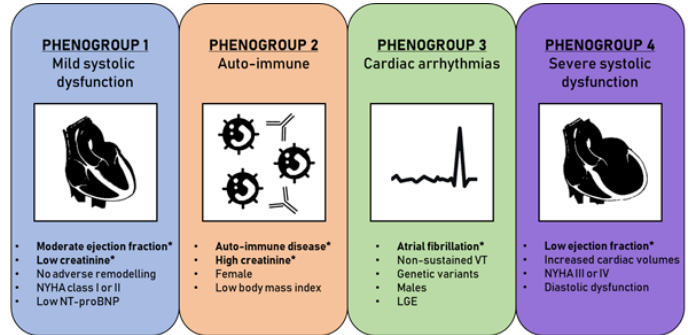 PHENOGROUP 1
Mild systolic
dysfunction
• Moderate ejection fraction*
• Low creatinine*
• No adverse remodelling
• NYHA class I or II
• Low NT-proBNP
PHENOGROUP 2
Auto-immune
• Auto-immune disease*
• High creatinine*
• Female
• Low body mass index
PHENOGROUP 3
Cardiac arrhythmias
• Atrial fibrillation*
• Non-sustained VT
• Genetic variants
• Males
• LGE
PHENOGROUP 4
Severe systolic
dysfunction
• Low ejection fraction*
• Increased cardiac volumes
• NYHA III or IV
• Diastolic dysfunction